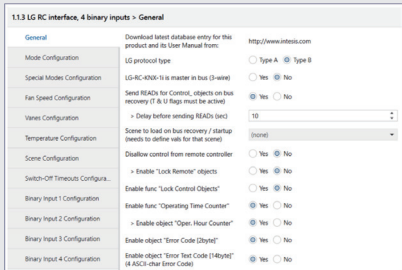 1.1.3 LG RC interface, 4 binary inputs > General
General
Mode Configuration
Special Modes Configuration
Fan Speed Configuration
Vanes Configuration
Temperature Configuration
Scene Configuration
Switch-Off Timeouts Configura...
Binary Input 1 Configuration
Binary Input 2 Configuration
Binary Input 3 Configuration
Binary Input 4 Configuration
Download latest database entry for this
product and its User Manual from:
http://www.intesis.com
LG protocol type
Type A Type B
LG-RC-KNX-1i is master in bus (3-wire)
Yes No
Send READs for Control_ objects on bus
recovery (T & U flags must be active)
Yes No
> Delay before sending READs (sec)
10
Scene to load on bus recovery / startup
(needs to define vals for that scene)
(none)
Disallow control from remote controller
Yes No
> Enable "Lock Remote" objects
Yes No
Enable func "Lock Control Objects"
Yes No
Enable func "Operating Time Counter"
Yes No
> Enable object "Oper. Hour Counter"
Yes No
Enable object "Error Code [2byte]"
Yes No
Enable object "Error Text Code [14byte]"
(4 ASCII-char Error Code)
Yes No